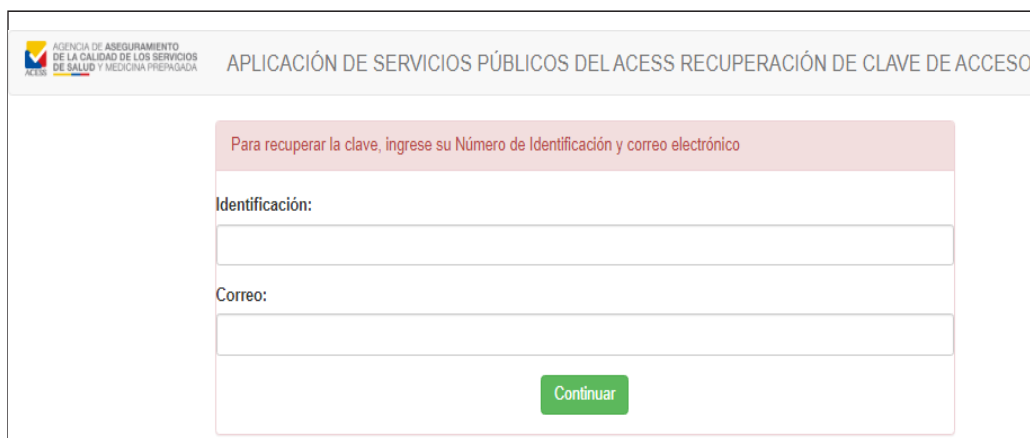 AGENCIA DE ASEGURAMIENTO
DE LA CALIDAD DE LOS SERVICIOS
DE SALUD Y MEDICINA PREPAGADA
ACESS
APLICACIÓN DE SERVICIOS PÚBLICOS DEL ACESS RECUPERACIÓN DE CLAVE DE ACCESO
Para recuperar la clave, ingrese su Número de Identificación y correo electrónico
Identificación:
Correo:
Continuar